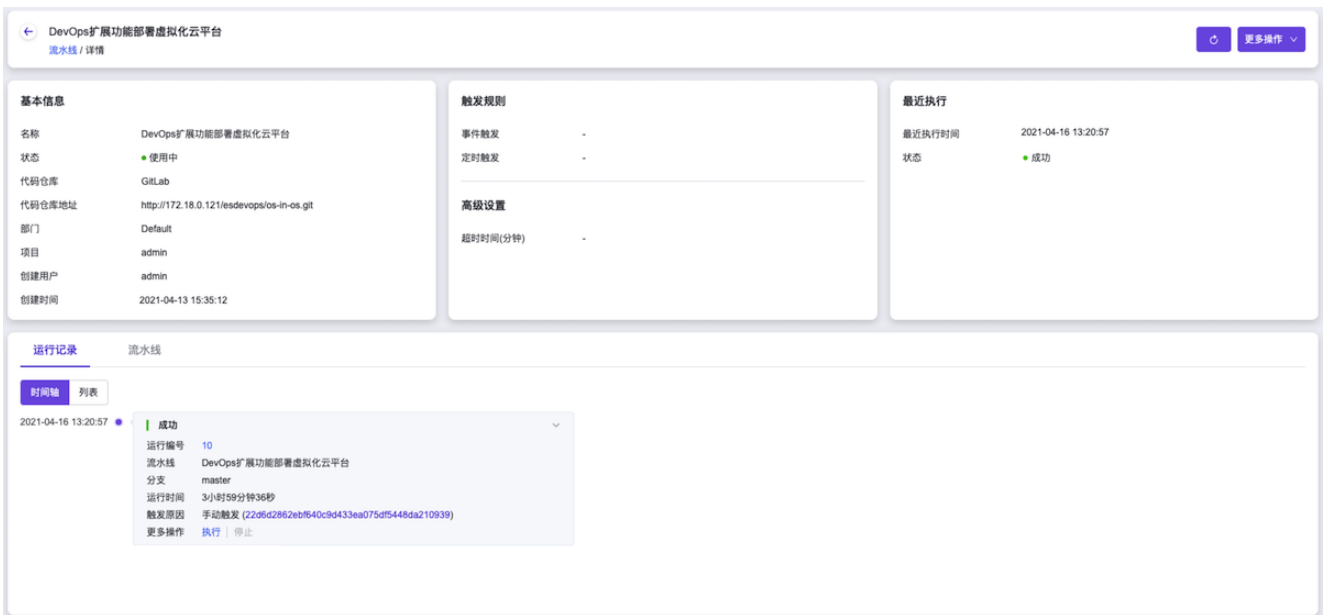 DevOps扩展功能部署虚拟化云平台
流水线 / 详情
更多操作
基本信息
名称 DevOps扩展功能部署虚拟化云平台
状态 使用中
代码仓库 GitLab
代码仓库地址 http://172.18.0.121/esdevops/os-in-os.git
部门 Default
项目 admin
创建用户 admin
创建时间 2021-04-13 15:35:12
触发规则
事件触发 -
定时触发 -
高级设置
超时时间(分钟) -
最近执行
最近执行时间 2021-04-16 13:20:57
状态 成功
运行记录 流水线
时间轴 列表
2021-04-16 13:20:57 成功
运行编号 10
流水线 DevOps扩展功能部署虚拟化云平台
分支 master
运行时间 3小时59分钟36秒
触发原因 手动触发 (22d6d2862ebf640c9d433ea075df5448da210939)
更多操作 执行 | 停止